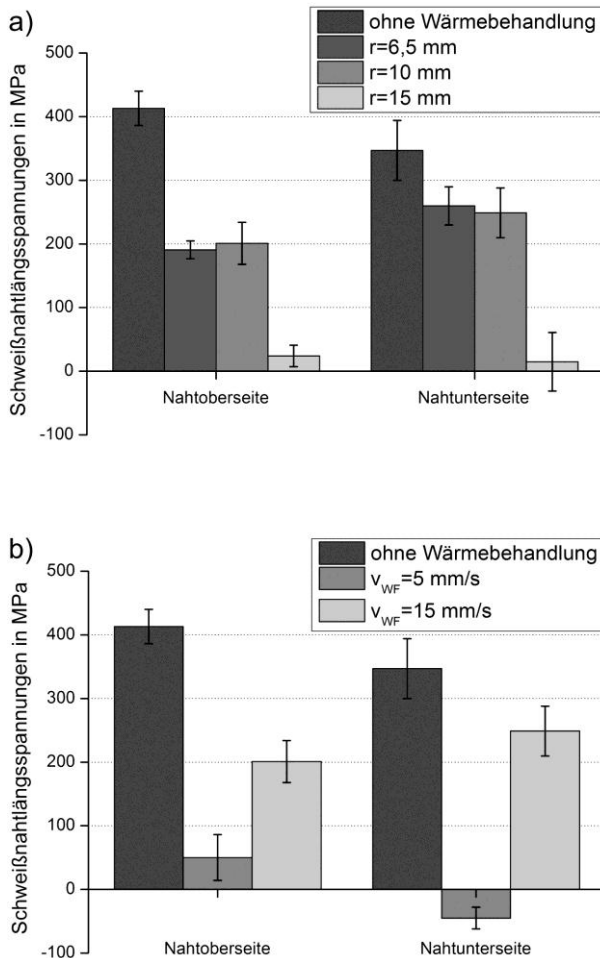 a)
ohne Wärmebehandlung
r=6,5 mm
r=10 mm
r=15 mm
Schweißnahtlängsspannungen in MPa
500
400
300
200
100
0
-100
Nahtoberseite
Nahtunterseite
b)
ohne Wärmebehandlung
vWF=5 mm/s
vWF=15 mm/s
Schweißnahtlängsspannungen in MPa
500
400
300
200
100
0
-100
Nahtoberseite
Nahtunterseite